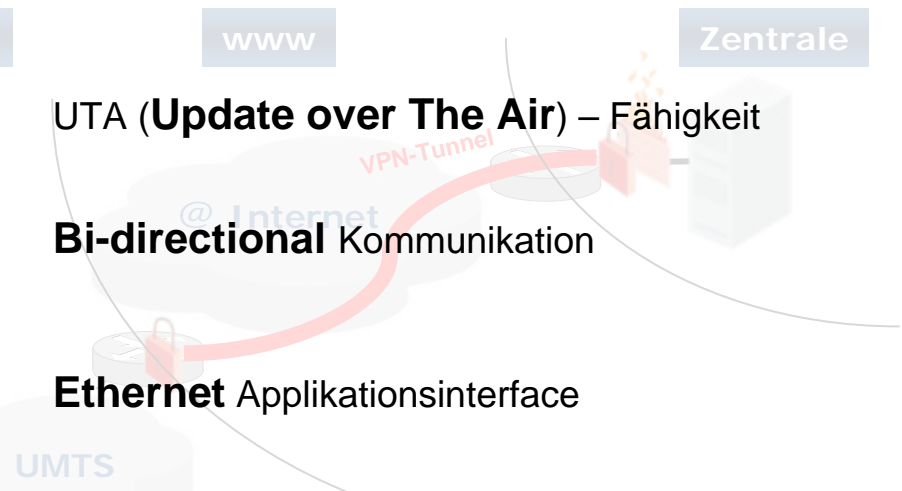 www Zentrale
UTA (Update over The Air) – Fähigkeit
VPN-Tunnel
@ Internet
Bi-directional Kommunikation
Ethernet Applikationsinterface
UMTS